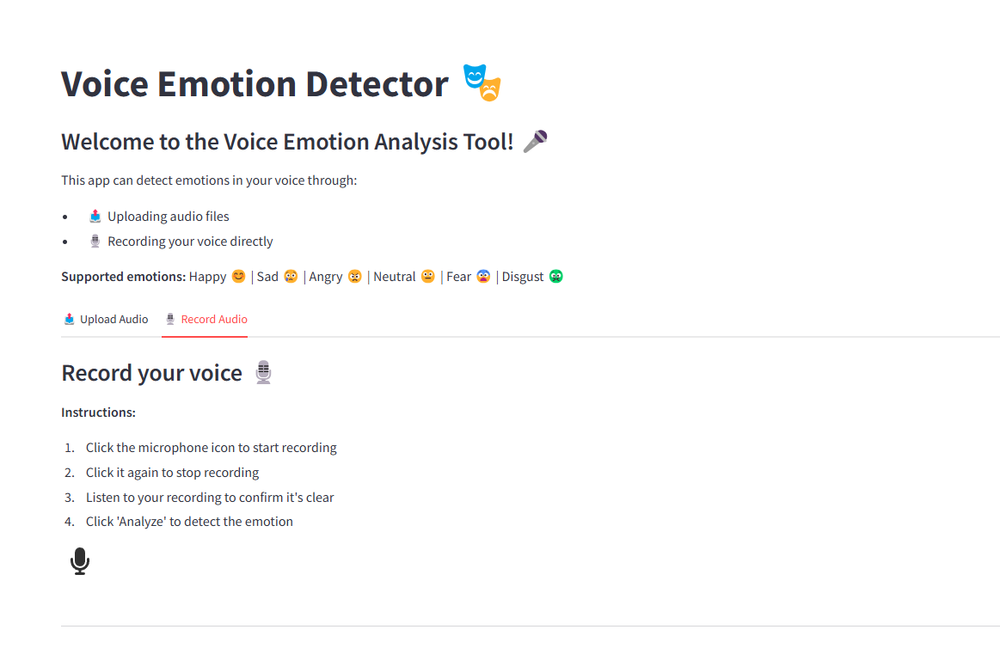 Voice Emotion Detector 🎭
Welcome to the Voice Emotion Analysis Tool! 🎤
This app can detect emotions in your voice through:
• 📤 Uploading audio files
• 🎙️ Recording your voice directly
Supported emotions: Happy 😊 | Sad 😢 | Angry 😠 | Neutral 😐 | Fear 😨 | Disgust 🤢
📤 Upload Audio 🎙️ Record Audio
Record your voice 🎙️
Instructions:
1. Click the microphone icon to start recording
2. Click it again to stop recording
3. Listen to your recording to confirm it's clear
4. Click 'Analyze' to detect the emotion